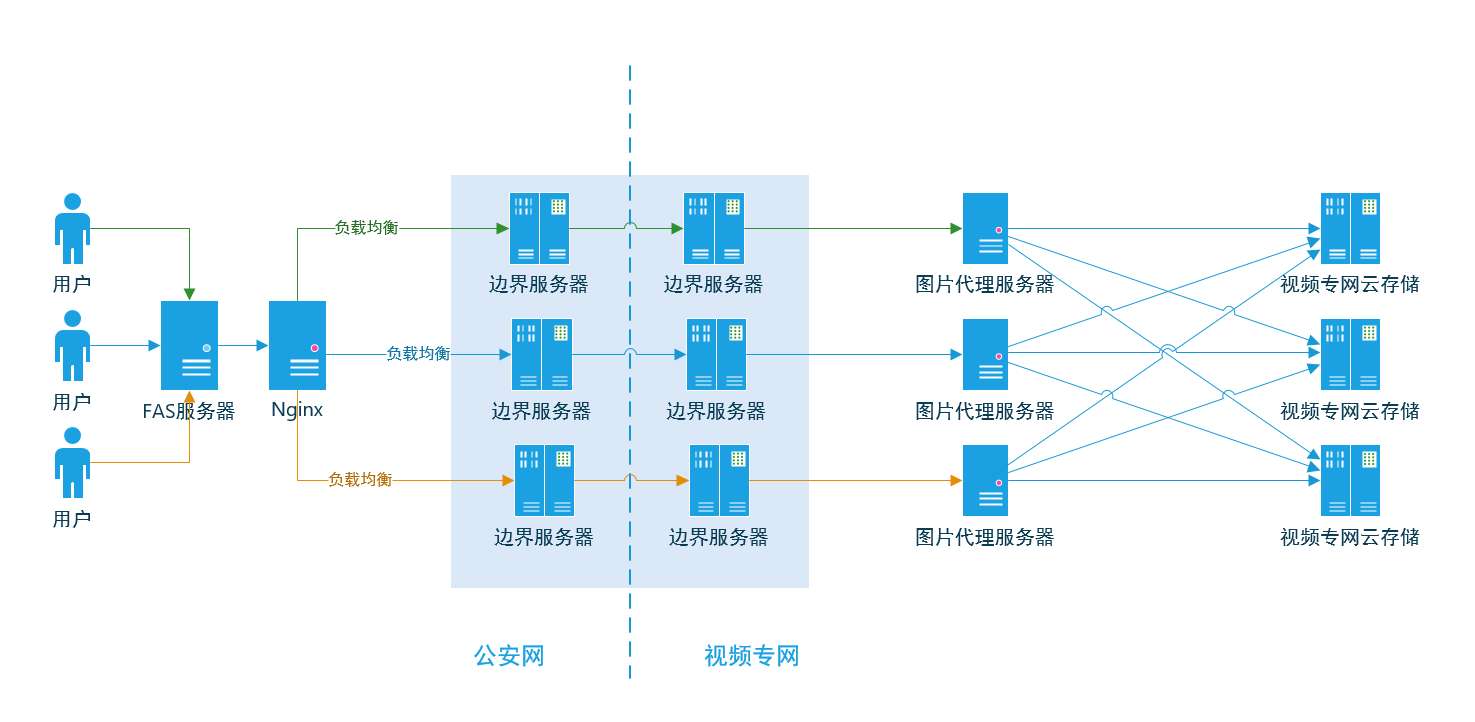 负载均衡
用户
边界服务器
边界服务器
图片代理服务器
视频专网云存储
负载均衡
用户
FAS服务器
Nginx
边界服务器
边界服务器
图片代理服务器
视频专网云存储
负载均衡
用户
边界服务器
边界服务器
图片代理服务器
视频专网云存储
公安网
视频专网